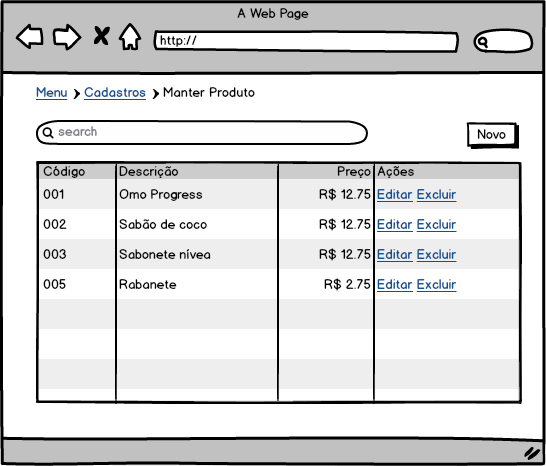 A Web Page
http://
Menu Cadastros Manter Produto
search Novo
Código Descrição Preço Ações
001 Omo Progress R$ 12.75 Editar Excluir
002 Sabão de coco R$ 12.75 Editar Excluir
003 Sabonete nívea R$ 12.75 Editar Excluir
005 Rabanete R$ 2.75 Editar Excluir